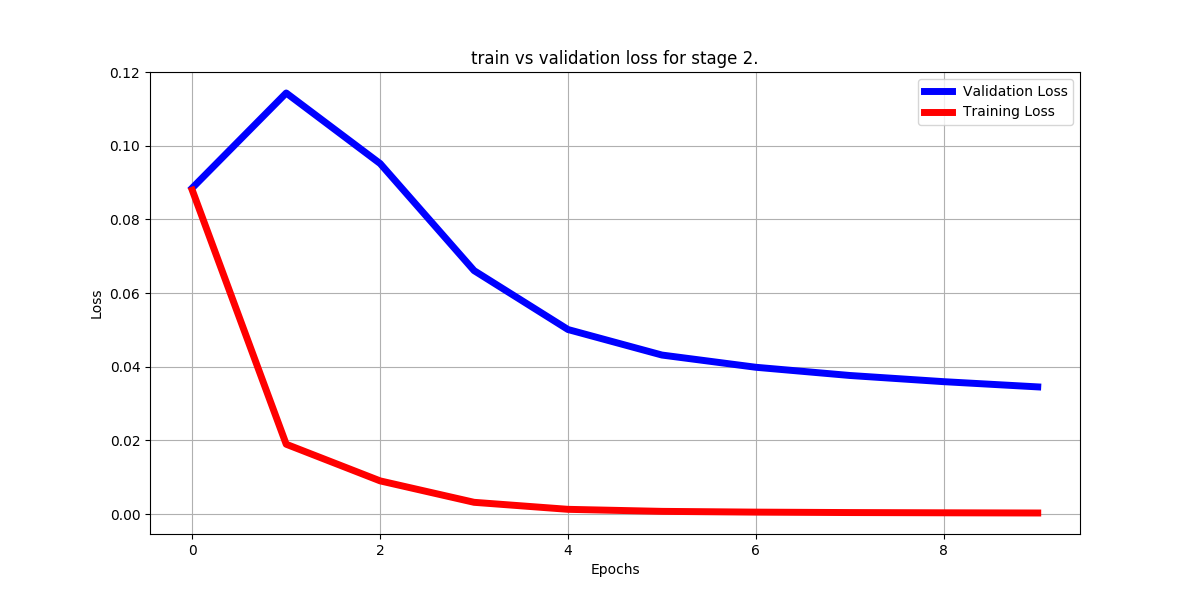 train vs validation loss for stage 2.
0.12
0.10
0.08
0.06
0.04
0.02
0.00
Loss
Validation Loss
Training Loss
0 2 4 6 8
Epochs